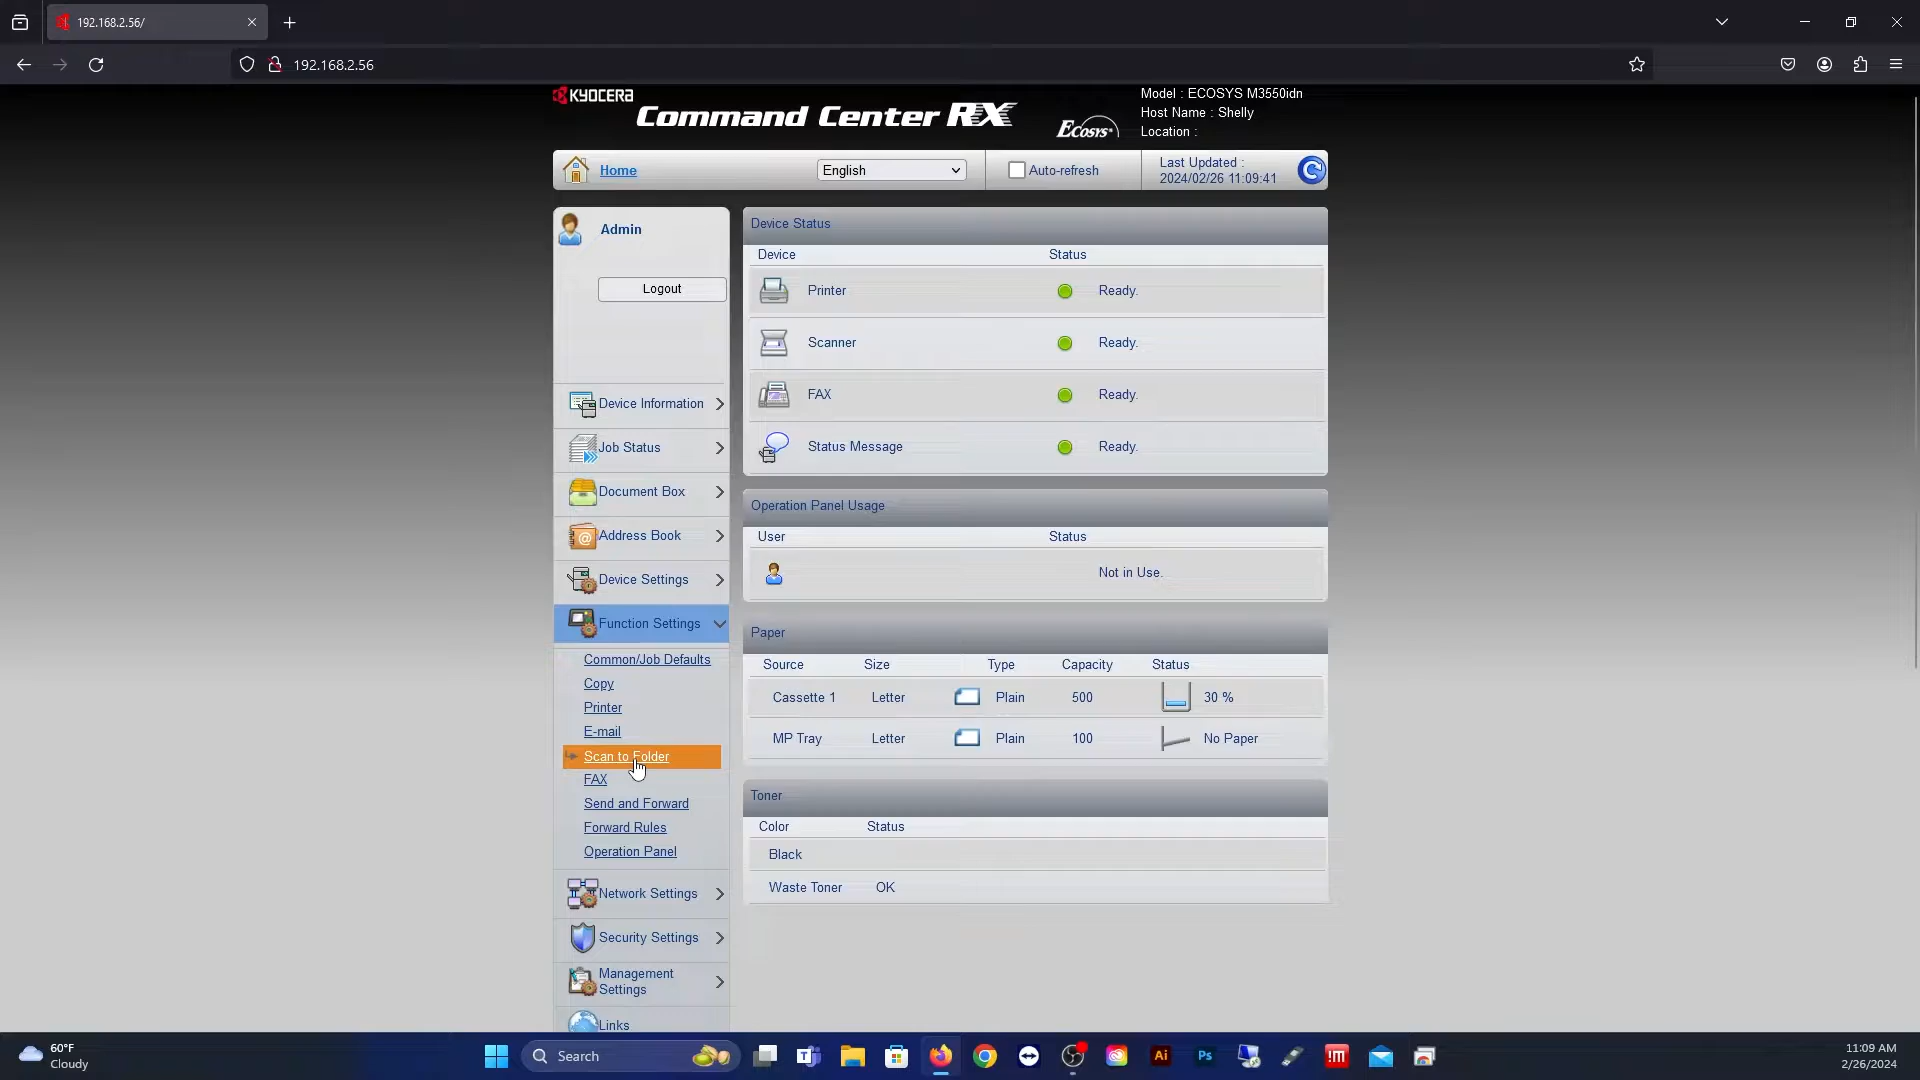 192.168.2.56/
192.168.2.56
KYOCERA
Command Center RX
Ecosys
Model : ECOSYS M3550idn
Host Name : Shelly
Location :
Home
English
Auto-refresh
Last Updated :
2024/02/26 11:09:41
Admin
Logout
Device Information
Job Status
Document Box
Address Book
Device Settings
Function Settings
Common/Job Defaults
Copy
Printer
E-mail
Scan to Folder
FAX
Send and Forward
Forward Rules
Operation Panel
Network Settings
Security Settings
Management
Settings
Links
Device Status
Device Status
Printer Ready.
Scanner Ready.
FAX Ready.
Status Message Ready.
Operation Panel Usage
User Status
Not in Use.
Paper
Source Size Type Capacity Status
Cassette 1 Letter Plain 500 30 %
MP Tray Letter Plain 100 No Paper
Toner
Color Status
Black
Waste Toner OK
60°F
Cloudy
Search
Ai
Ps
!M
11:09 AM
2/26/2024